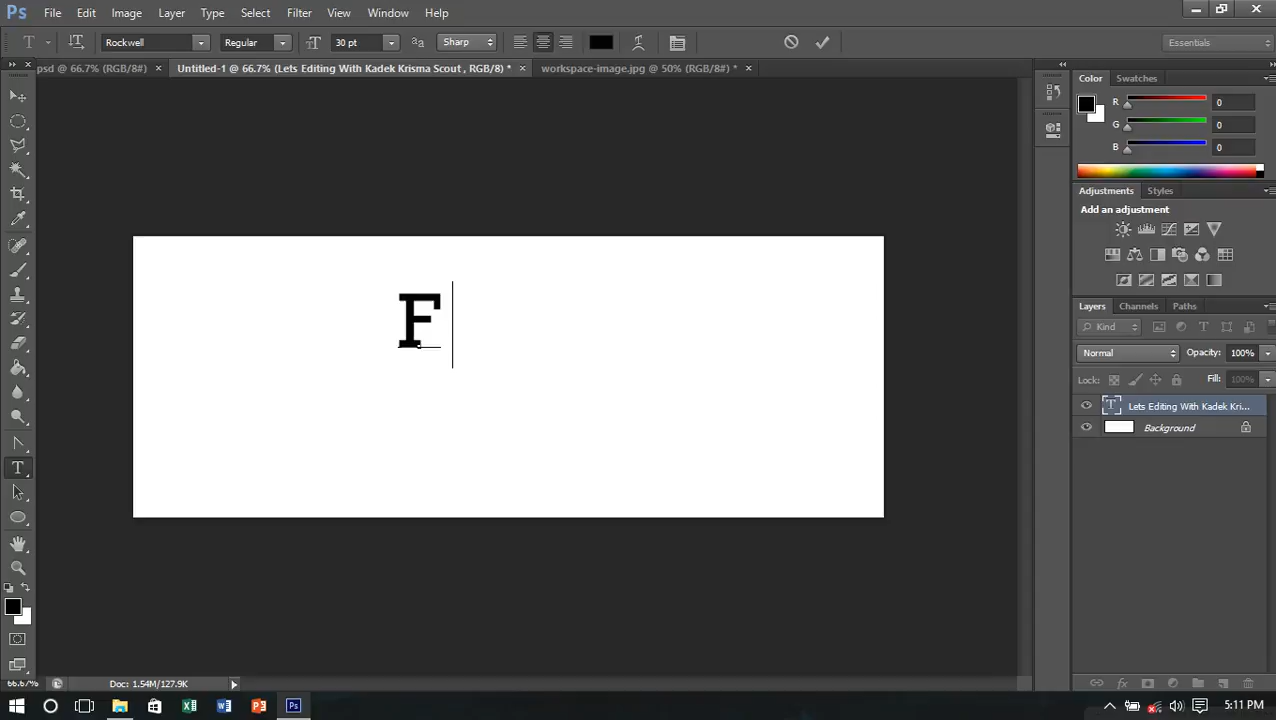 Ps File Edit Image Layer Type Select Filter View Window Help
Rockwell Regular 30 pt Sharp Essentials
psd @ 66.7% (RGB/8#) Untitled-1 @ 66.7% (Lets Editing With Kadek Krisma Scout , RGB/8) * workspace-image.jpg @ 50% (RGB/8#) *
Color Swatches
R 0
G 0
B 0
Adjustments Styles
Add an adjustment
F
Layers Channels Paths
Kind
Normal Opacity: 100%
Lock: Fill: 100%
Lets Editing With Kadek Kri...
Background
66.67% Doc: 1.54M/127.9K
5:11 PM